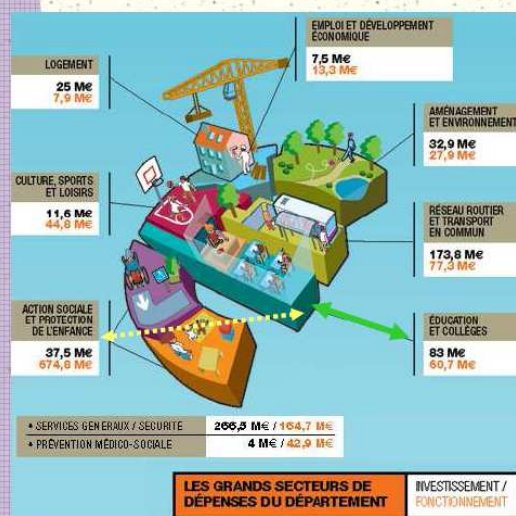 EMPLOI ET DÉVELOPPEMENT
ÉCONOMIQUE
7,5 M€
13,3 M€
LOGEMENT
25 M€
7,9 M€
AMÉNAGEMENT
ET ENVIRONNEMENT
32,9 M€
27,9 M€
CULTURE, SPORTS
ET LOISIRS
11,6 M€
44,8 M€
RÉSEAU ROUTIER
ET TRANSPORT
EN COMMUN
173,8 M€
77,3 M€
ACTION SOCIALE
ET PROTECTION
DE L'ENFANCE
37,5 M€
674,8 M€
ÉDUCATION
ET COLLÈGES
83 M€
60,7 M€
• SERVICES GENERAUX / SECURITE 266,5 M€ / 164,7 M€
• PRÉVENTION MÉDICO-SOCIALE 4 M€ / 42,9 M€
LES GRANDS SECTEURS DE
DÉPENSES DU DÉPARTEMENT
INVESTISSEMENT /
FONCTIONNEMENT